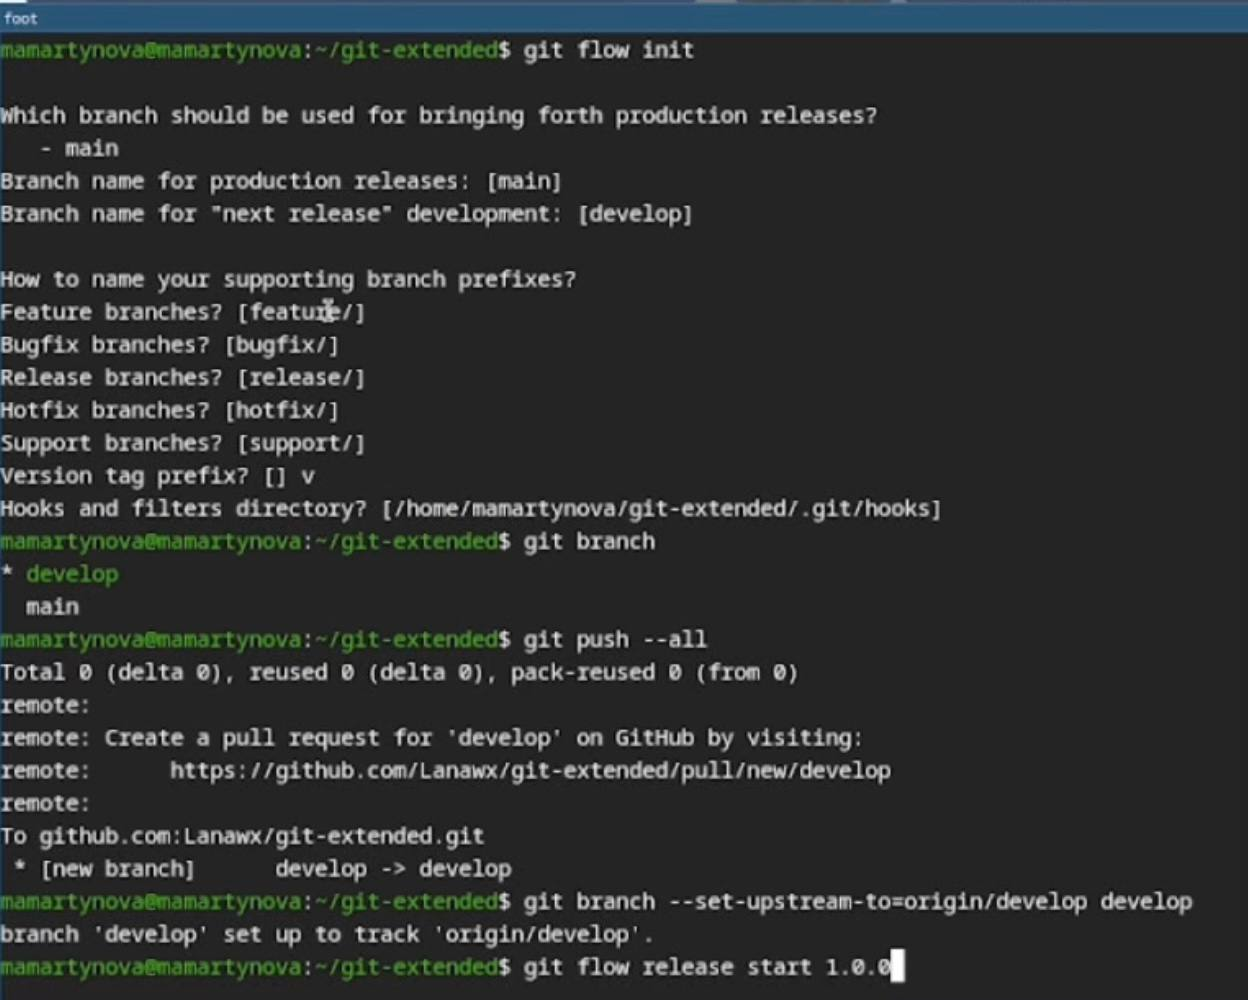 foot
mamartynova@mamartynova:~/git-extended$ git flow init
Which branch should be used for bringing forth production releases?
   - main
Branch name for production releases: [main]
Branch name for "next release" development: [develop]
How to name your supporting branch prefixes?
Feature branches? [feature/]
Bugfix branches? [bugfix/]
Release branches? [release/]
Hotfix branches? [hotfix/]
Support branches? [support/]
Version tag prefix? [] v
Hooks and filters directory? [/home/mamartynova/git-extended/.git/hooks]
mamartynova@mamartynova:~/git-extended$ git branch
* develop
  main
mamartynova@mamartynova:~/git-extended$ git push --all
Total 0 (delta 0), reused 0 (delta 0), pack-reused 0 (from 0)
remote:
remote: Create a pull request for 'develop' on GitHub by visiting:
remote:      https://github.com/Lanawx/git-extended/pull/new/develop
remote:
To github.com:Lanawx/git-extended.git
 * [new branch]      develop -> develop
mamartynova@mamartynova:~/git-extended$ git branch --set-upstream-to=origin/develop develop
branch 'develop' set up to track 'origin/develop'.
mamartynova@mamartynova:~/git-extended$ git flow release start 1.0.0